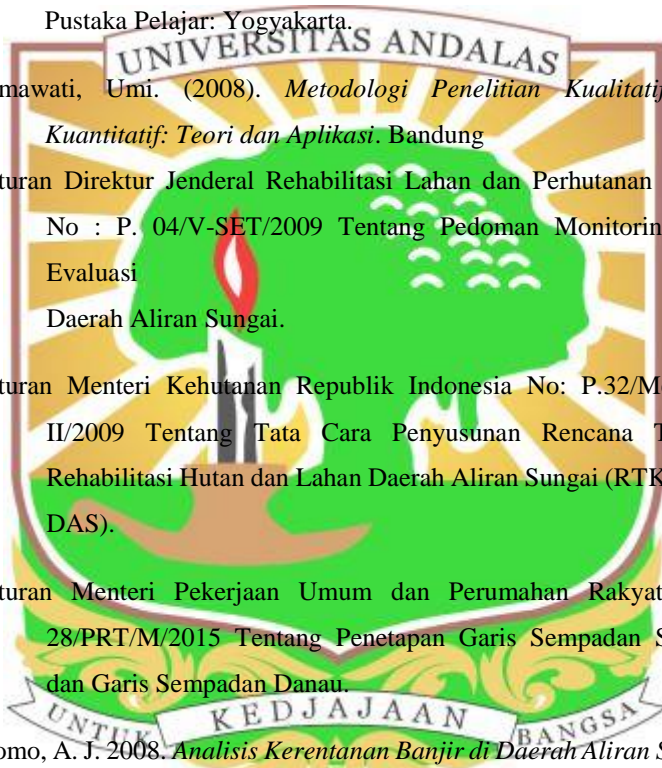 Pustaka Pelajar: Yogyakarta.
UNIVERSITAS ANDALAS
mawati, Umi. (2008). Metodologi Penelitian Kualitatif
Kuantitatif: Teori dan Aplikasi. Bandung
turan Direktur Jenderal Rehabilitasi Lahan dan Perhutanan
No : P. 04/V-SET/2009 Tentang Pedoman Monitorin
Evaluasi
Daerah Aliran Sungai.
turan Menteri Kehutanan Republik Indonesia No: P.32/M
II/2009 Tentang Tata Cara Penyusunan Rencana T
Rehabilitasi Hutan dan Lahan Daerah Aliran Sungai (RTK
DAS).
turan Menteri Pekerjaan Umum dan Perumahan Rakyat
28/PRT/M/2015 Tentang Penetapan Garis Sempadan S
dan Garis Sempadan Danau.
UNTUK KEDJAJAAN BANGSA
omo, A. J. 2008. Analisis Kerentanan Banjir di Daerah Aliran S